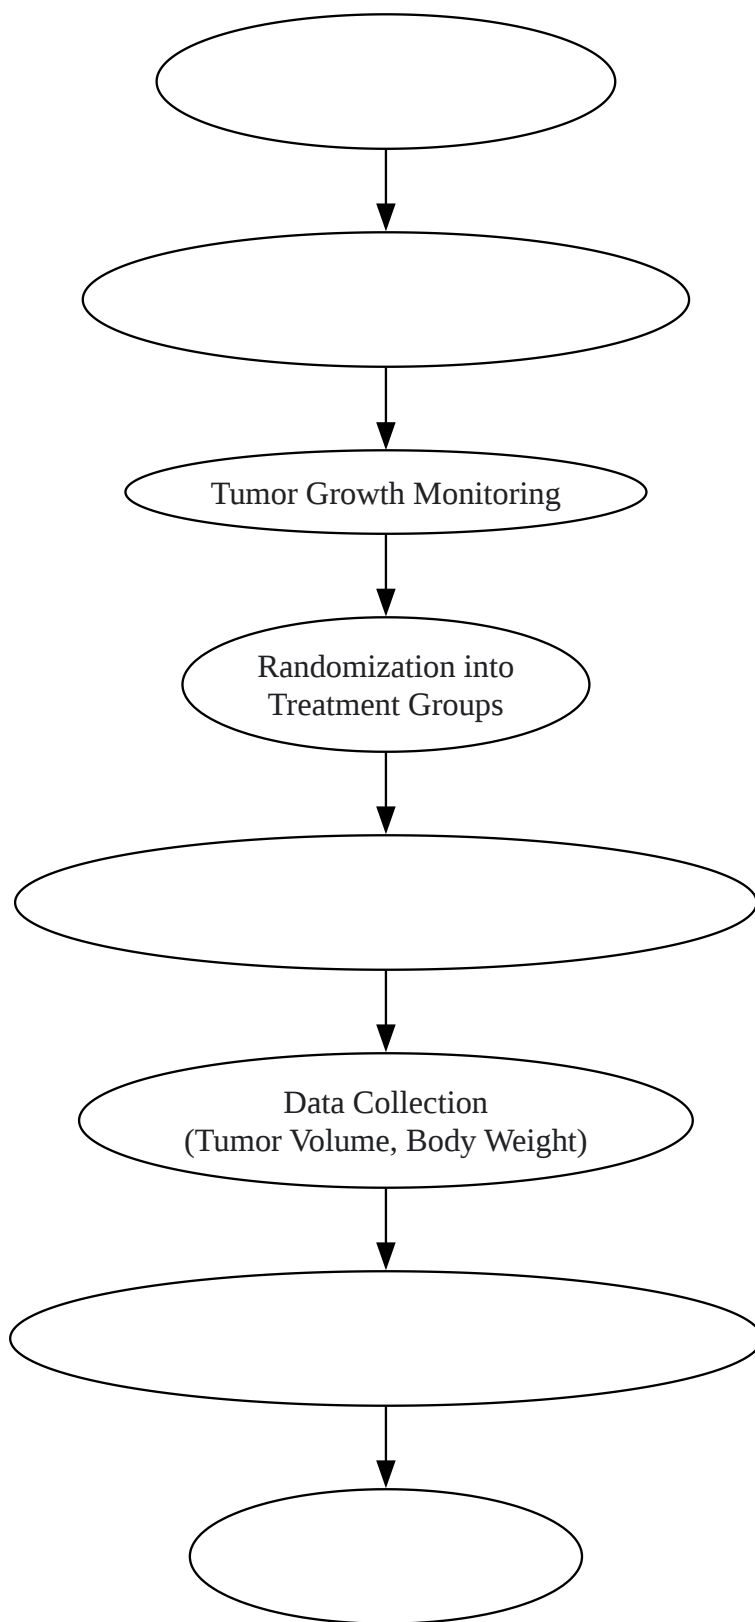 Tumor Growth Monitoring
Randomization into
Treatment Groups
Data Collection
(Tumor Volume, Body Weight)